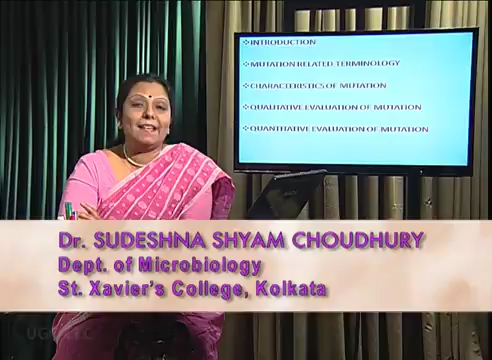 ❖INTRODUCTION
❖MUTATION RELATED TERMINOLOGY
❖CHARACTERISTICS OF MUTATION
❖QUALITATIVE EVALUATION OF MUTATION
❖QUANTITATIVE EVALUATION OF MUTATION
Dr. SUDESHNA SHYAM CHOUDHURY
Dept. of Microbiology
St. Xavier's College, Kolkata